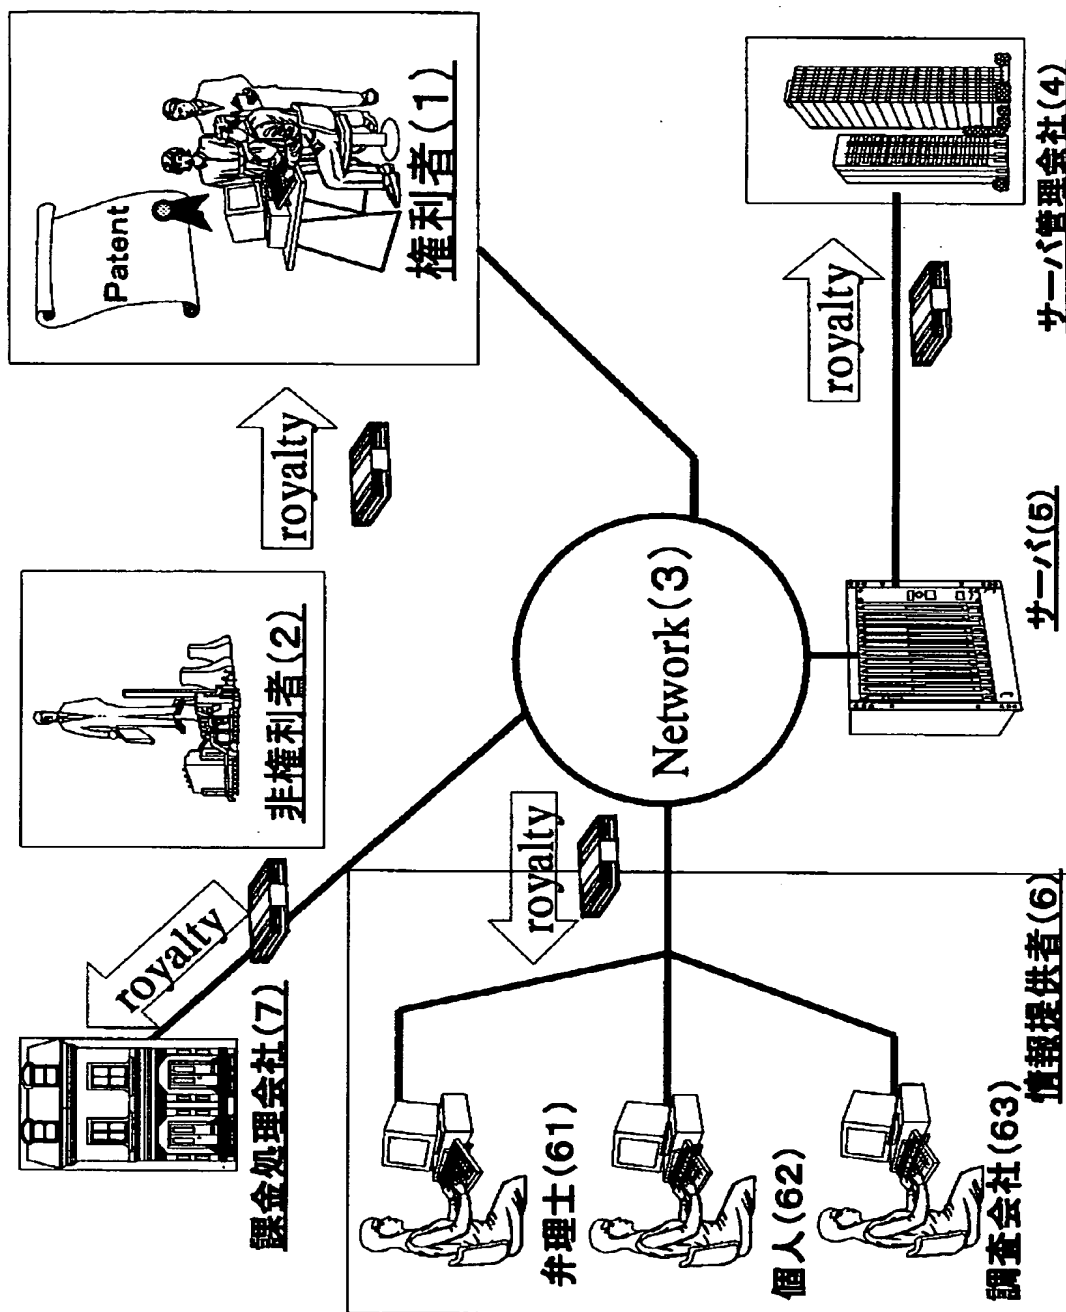 Patent
royalty
課金処理会社(7)
非権利者(2)
royalty
権利者(1)
royalty
弁理士(61)
Network(3)
個人(62)
royalty
調査会社(63)
情報提供者(6)
サーバ(5)
サーバ管理会社(4)